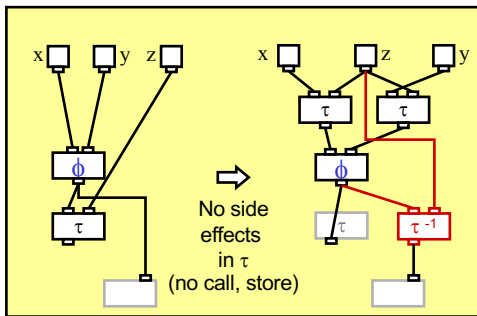 x y z
ϕ
τ
No side
effects
in τ
(no call, store)
x z y
τ τ
ϕ
τ τ -1